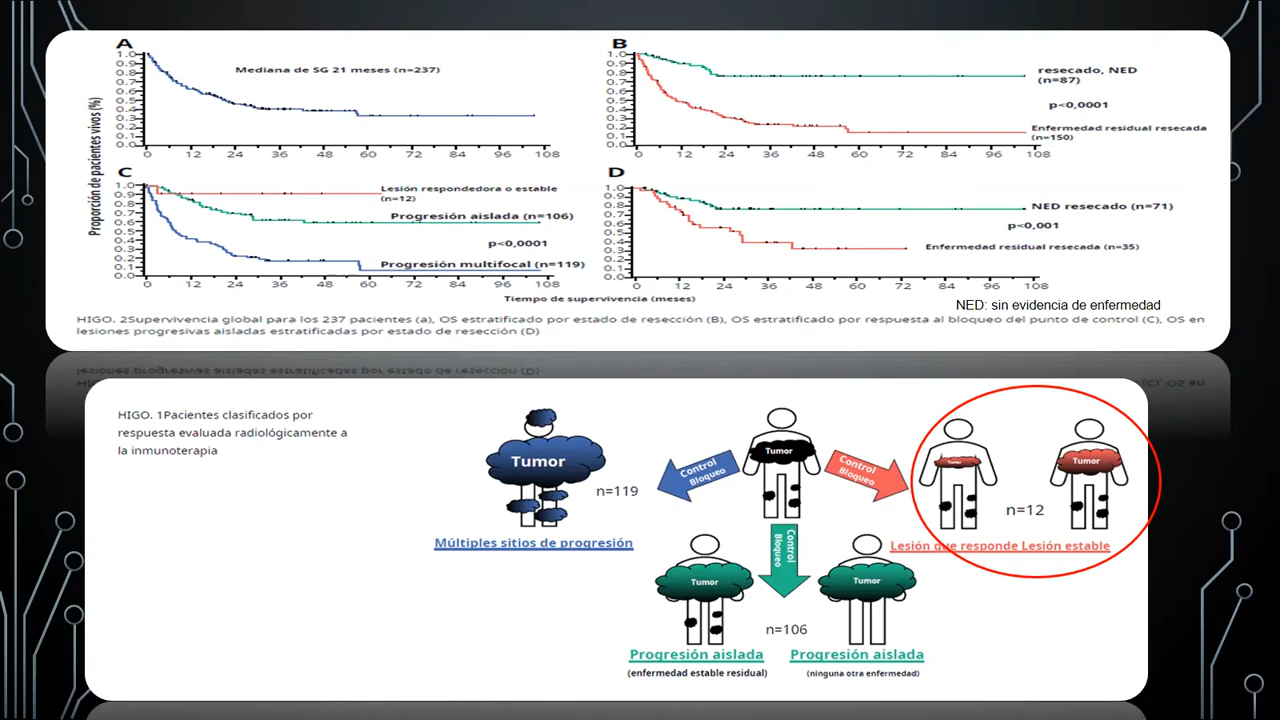 A
1.0
0.9
0.8
0.7
0.6
0.5
0.4
0.3
0.2
0.1
0.0
Mediana de SG 21 meses (n=237)
0 12 24 36 48 60 72 84 96 108
B
1.0
0.9
0.8
0.7
0.6
0.5
0.4
0.3
0.2
0.1
0.0
resecado, NED
(n=87)
p<0,0001
Enfermedad residual resecada
(n=150)
0 12 24 36 48 60 72 84 96 108
Proporción de pacientes vivos (%)
C
1.0
0.9
0.8
0.7
0.6
0.5
0.4
0.3
0.2
0.1
0.0
Lesión respondedora o estable
(n=12)
Progresión aislada (n=106)
p<0,0001
Progresión multifocal (n=119)
0 12 24 36 48 60 72 84 96 108
D
1.0
0.9
0.8
0.7
0.6
0.5
0.4
0.3
0.2
0.1
0.0
NED resecado (n=71)
p<0,001
Enfermedad residual resecada (n=35)
0 12 24 36 48 60 72 84 96 108
Tiempo de supervivencia (meses)
NED: sin evidencia de enfermedad
HIGO. 2Supervivencia global para los 237 pacientes (a), OS estratificado por estado de resección (B), OS estratificado por respuesta al bloqueo del punto de control (C), OS en
lesiones progresivas aisladas estratificadas por estado de resección (D)
HIGO. 1Pacientes clasificados por
respuesta evaluada radiológicamente a
la inmunoterapia
Tumor
n=119
Múltiples sitios de progresión
Control
Bloqueo
Tumor
Control
Bloqueo
Tumor
Tumor
n=12
Lesión que responde Lesión estable
Control
Bloqueo
Tumor
Tumor
n=106
Progresión aislada
(enfermedad estable residual)
Progresión aislada
(ninguna otra enfermedad)